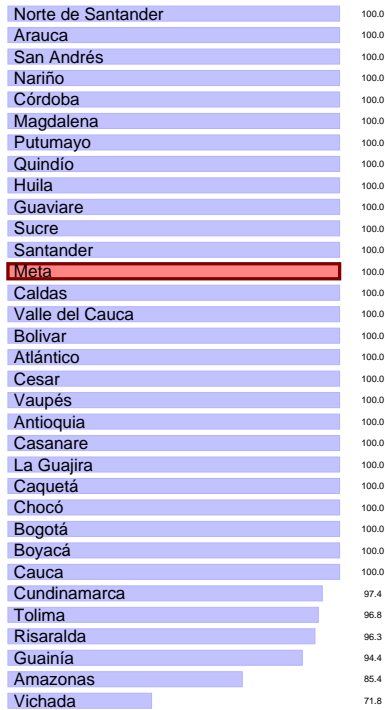 Norte de Santander 100.0
Arauca 100.0
San Andrés 100.0
Nariño 100.0
Córdoba 100.0
Magdalena 100.0
Putumayo 100.0
Quindío 100.0
Huila 100.0
Guaviare 100.0
Sucre 100.0
Santander 100.0
Meta 100.0
Caldas 100.0
Valle del Cauca 100.0
Bolivar 100.0
Atlántico 100.0
Cesar 100.0
Vaupés 100.0
Antioquia 100.0
Casanare 100.0
La Guajira 100.0
Caquetá 100.0
Chocó 100.0
Bogotá 100.0
Boyacá 100.0
Cauca 100.0
Cundinamarca 97.4
Tolima 96.8
Risaralda 96.3
Guainía 94.4
Amazonas 85.4
Vichada 71.8